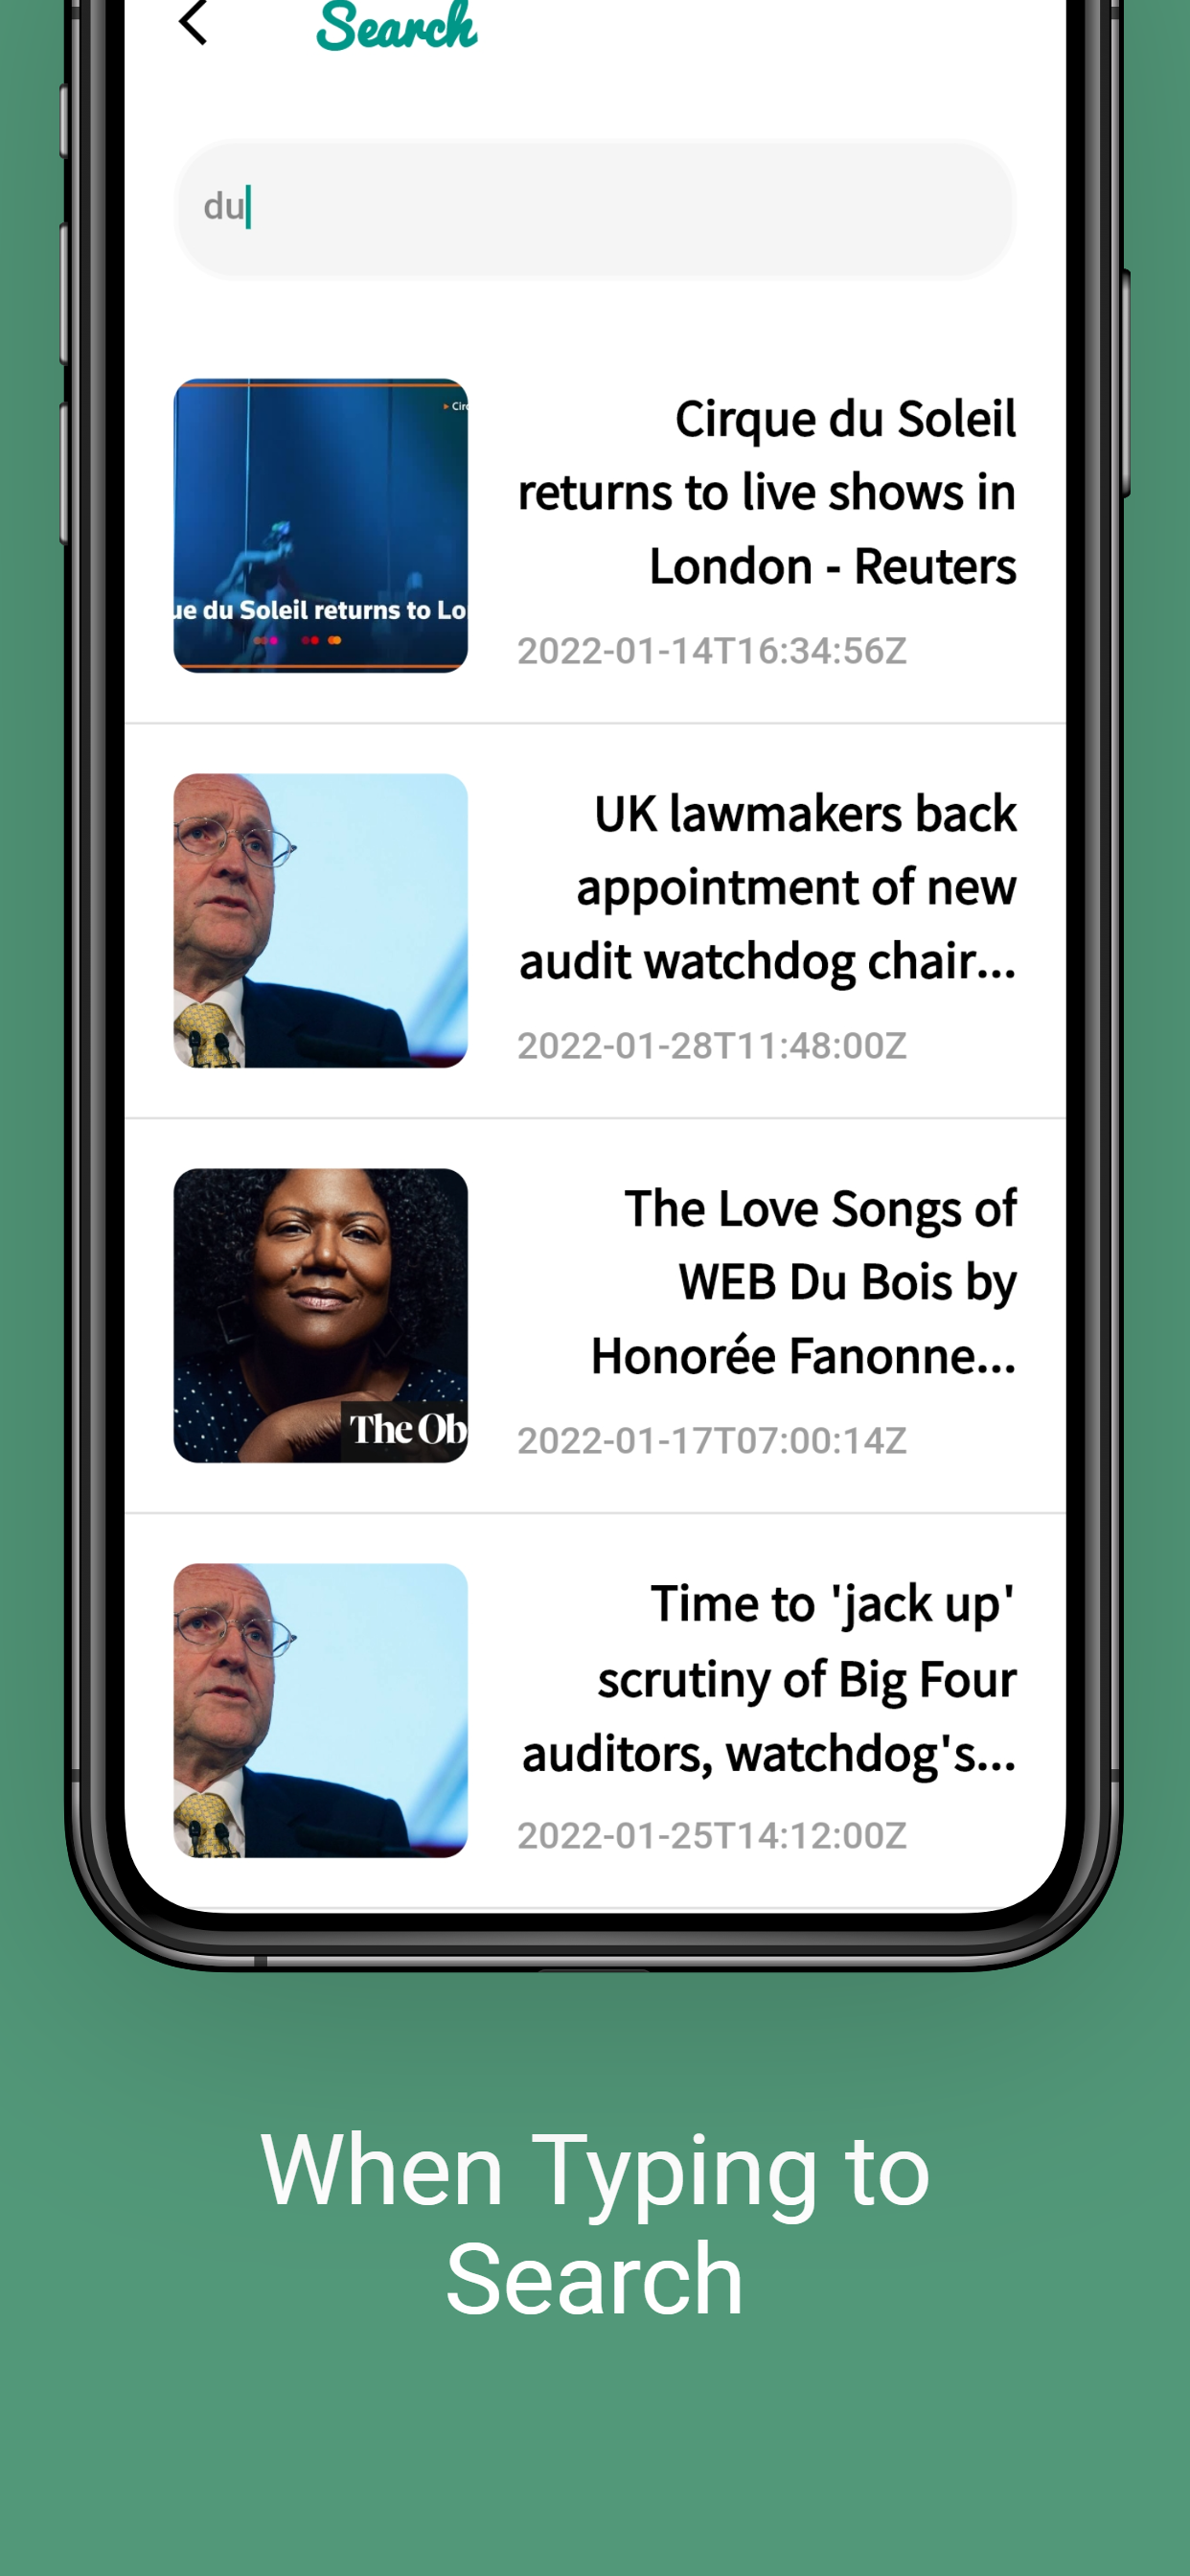 Search
du
Cirque du Soleil
returns to live shows in
London - Reuters
Circ
ue du Soleil returns to Lo
2022-01-14T16:34:56Z
UK lawmakers back
appointment of new
audit watchdog chair...
2022-01-28T11:48:00Z
The Love Songs of
WEB Du Bois by
Honorée Fanonne...
The Ob
2022-01-17T07:00:14Z
Time to 'jack up'
scrutiny of Big Four
auditors, watchdog's...
2022-01-25T14:12:00Z
When Typing to
Search